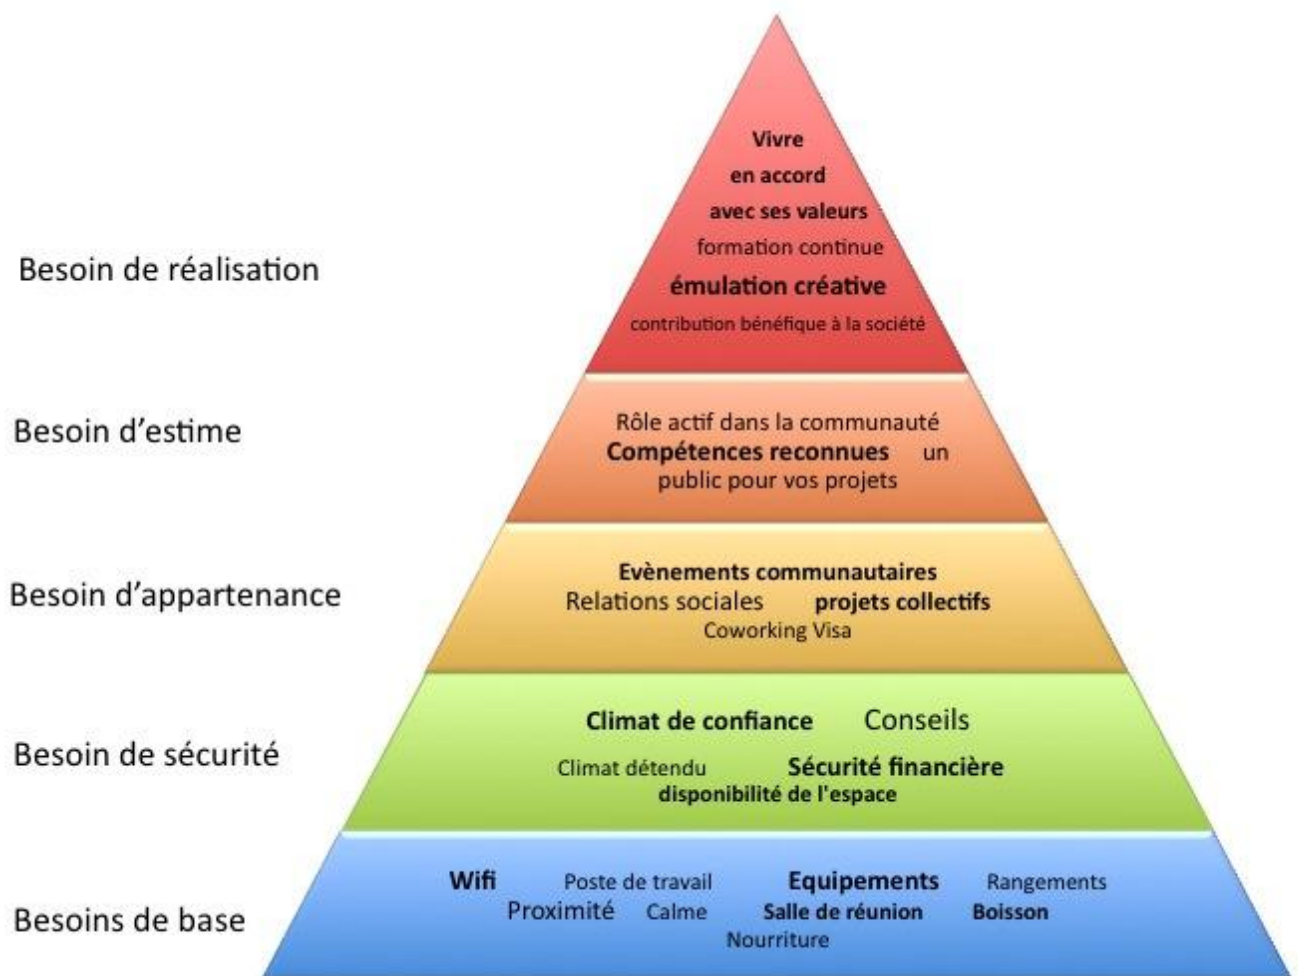 Vivre
en accord
avec ses valeurs
formation continue
émulation créative
contribution bénéfique à la société
Besoin de réalisation
Rôle actif dans la communauté
Besoin d'estime
Compétences reconnues un
public pour vos projets
Evènements communautaires
Besoin d'appartenance
Relations sociales projets collectifs
Coworking Visa
Climat de confiance Conseils
Besoin de sécurité
Climat détendu Sécurité financière
disponibilité de l'espace
Wifi Poste de travail Equipements Rangements
Besoins de base
Proximité Calme Salle de réunion Boisson
Nourriture